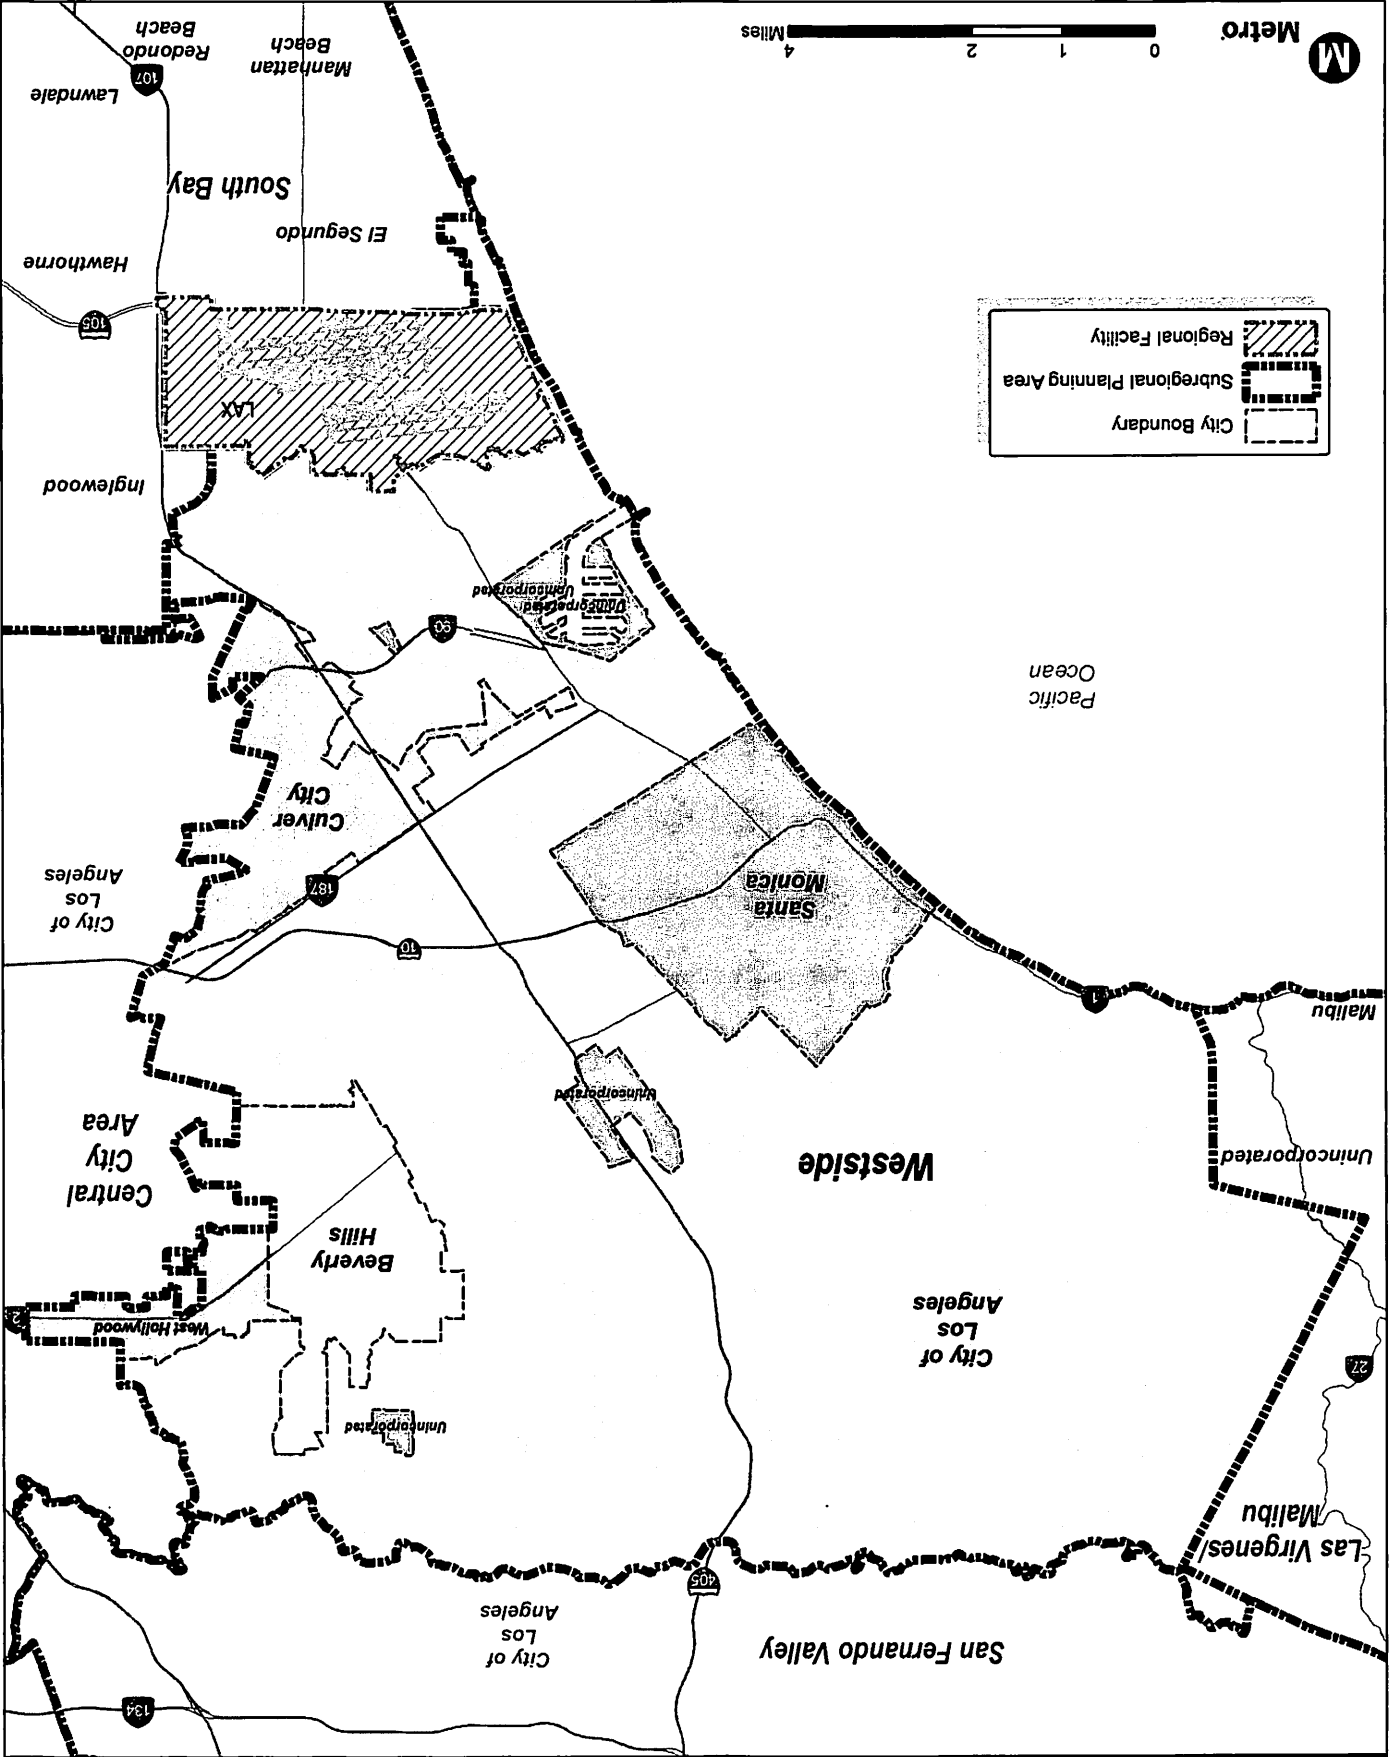 134
San Fernando Valley
City of
Los
Angeles
405
Las Virgenes/
Malibu
Unincorporated
27
City of
Los
Angeles
West Hollywood
Beverly
Hills
Central
City
Area
Westside
Unincorporated
Unincorporated
Malibu
1
10
Santa
Monica
187
City of
Los
Angeles
Culver
City
Pacific
Ocean
90
Unincorporated
Unincorporated
Inglewood
City Boundary
Subregional Planning Area
Regional Facility
LAX
105
Hawthorne
El Segundo
South Bay
Lawndale
107
Manhattan
Beach
Redondo
Beach
M
Metro
0 1 2 4
Miles